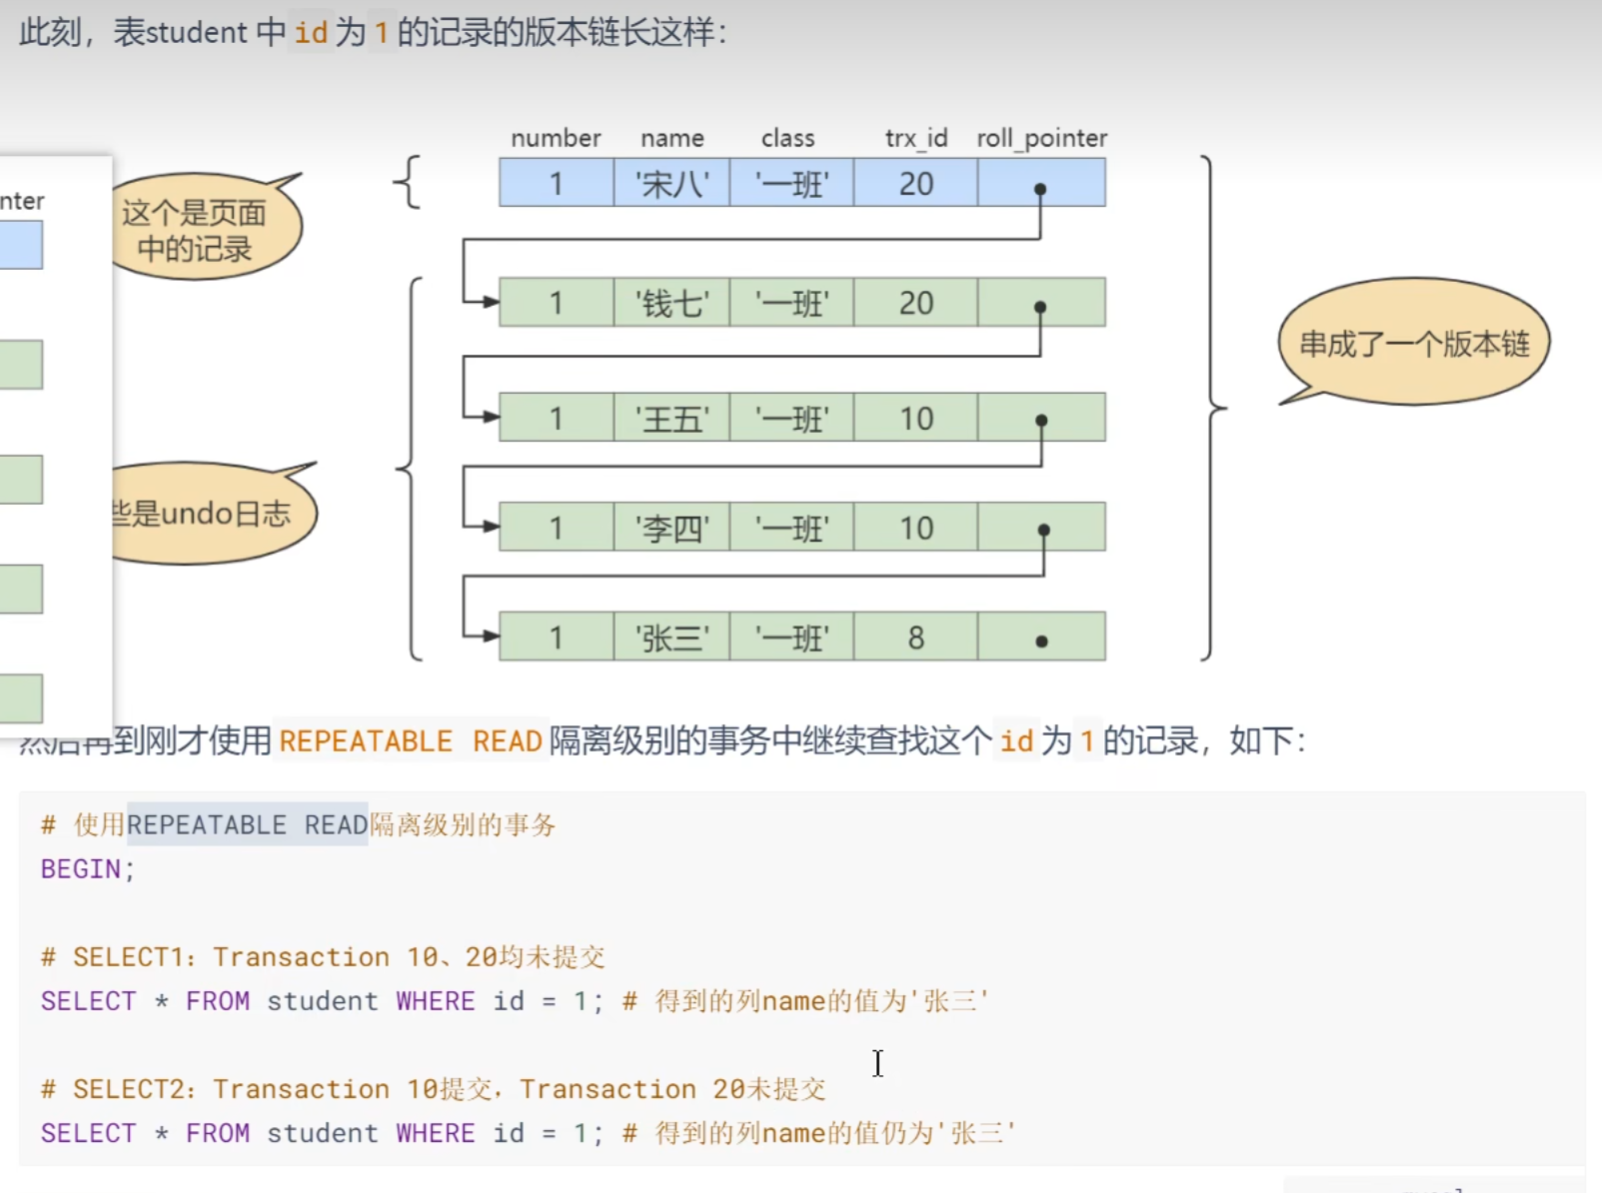 此刻，表student 中 id 为 1 的记录的版本链长这样：
number name class trx_id roll_pointer
nter
1 '宋八' '一班' 20
这个是页面
中的记录
1 '钱七' '一班' 20
串成了一个版本链
1 '王五' '一班' 10
些是undo日志
1 '李四' '一班' 10
1 '张三' '一班' 8
然后再到刚才使用 REPEATABLE READ 隔离级别的事务中继续查找这个 id 为 1 的记录，如下：
# 使用REPEATABLE READ隔离级别的事务
BEGIN;
# SELECT1：Transaction 10、20均未提交
SELECT * FROM student WHERE id = 1; # 得到的列name的值为'张三'
# SELECT2：Transaction 10提交，Transaction 20未提交
SELECT * FROM student WHERE id = 1; # 得到的列name的值仍为'张三'